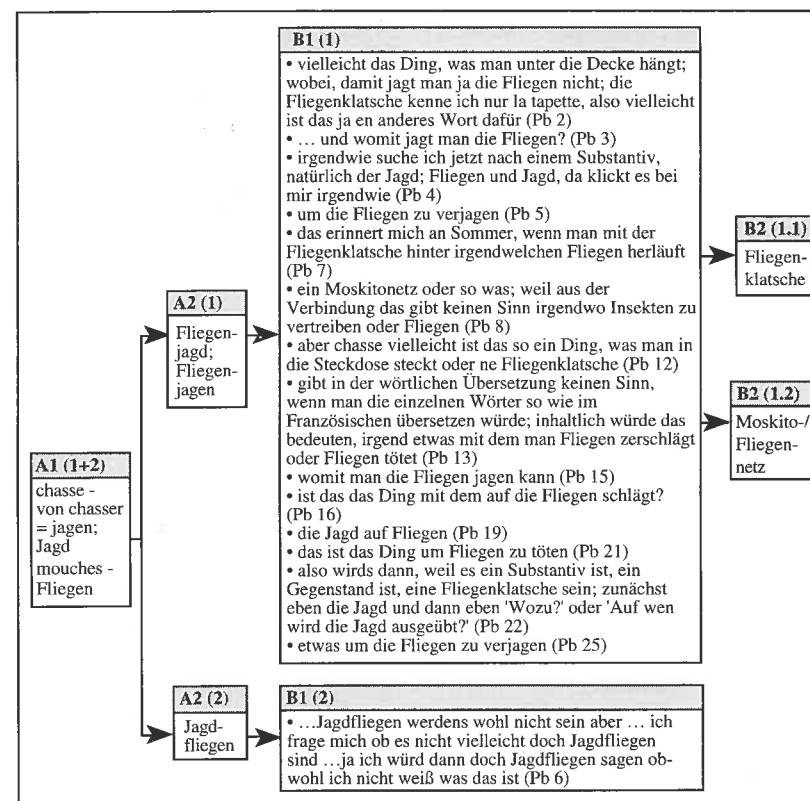 A1 (1+2)
chasse -
von chasser
= jagen;
Jagd
mouches -
Fliegen
A2 (1)
Fliegen-
jagd;
Fliegen-
jagen
B1 (1)
• vielleicht das Ding, was man unter die Decke hängt;
wobei, damit jagt man ja die Fliegen nicht; die
Fliegenklatsche kenne ich nur la tapette, also vielleicht
ist das ja en anderes Wort dafür (Pb 2)
• … und womit jagt man die Fliegen? (Pb 3)
• irgendwie suche ich jetzt nach einem Substantiv,
natürlich der Jagd; Fliegen und Jagd, da klickt es bei
mir irgendwie (Pb 4)
• um die Fliegen zu verjagen (Pb 5)
• das erinnert mich an Sommer, wenn man mit der
Fliegenklatsche hinter irgendwelchen Fliegen herläuft
(Pb 7)
• ein Moskitonetz oder so was; weil aus der
Verbindung das gibt keinen Sinn irgendwo Insekten zu
vertreiben oder Fliegen (Pb 8)
• aber chasse vielleicht ist das so ein Ding, was man in
die Steckdose steckt oder ne Fliegenklatsche (Pb 12)
• gibt in der wörtlichen Übersetzung keinen Sinn,
wenn man die einzelnen Wörter so wie im
Französischen übersetzen würde; inhaltlich würde das
bedeuten, irgend etwas mit dem man Fliegen zerschlägt
oder Fliegen tötet (Pb 13)
• womit man die Fliegen jagen kann (Pb 15)
• ist das das Ding mit dem auf die Fliegen schlägt?
(Pb 16)
• die Jagd auf Fliegen (Pb 19)
• das ist das Ding um Fliegen zu töten (Pb 21)
• also wirds dann, weil es ein Substantiv ist, ein
Gegenstand ist, eine Fliegenklatsche sein; zunächst
eben die Jagd und dann eben 'Wozu?' oder 'Auf wen
wird die Jagd ausgeübt?' (Pb 22)
• etwas um die Fliegen zu verjagen (Pb 25)
B2 (1.1)
Fliegen-
klatsche
B2 (1.2)
Moskito-/
Fliegen-
netz
A2 (2)
Jagd-
fliegen
B1 (2)
• …Jagdfliegen werdens wohl nicht sein aber … ich
frage mich ob es nicht vielleicht doch Jagdfliegen
sind …ja ich würd dann doch Jagdfliegen sagen ob-
wohl ich nicht weiß was das ist (Pb 6)